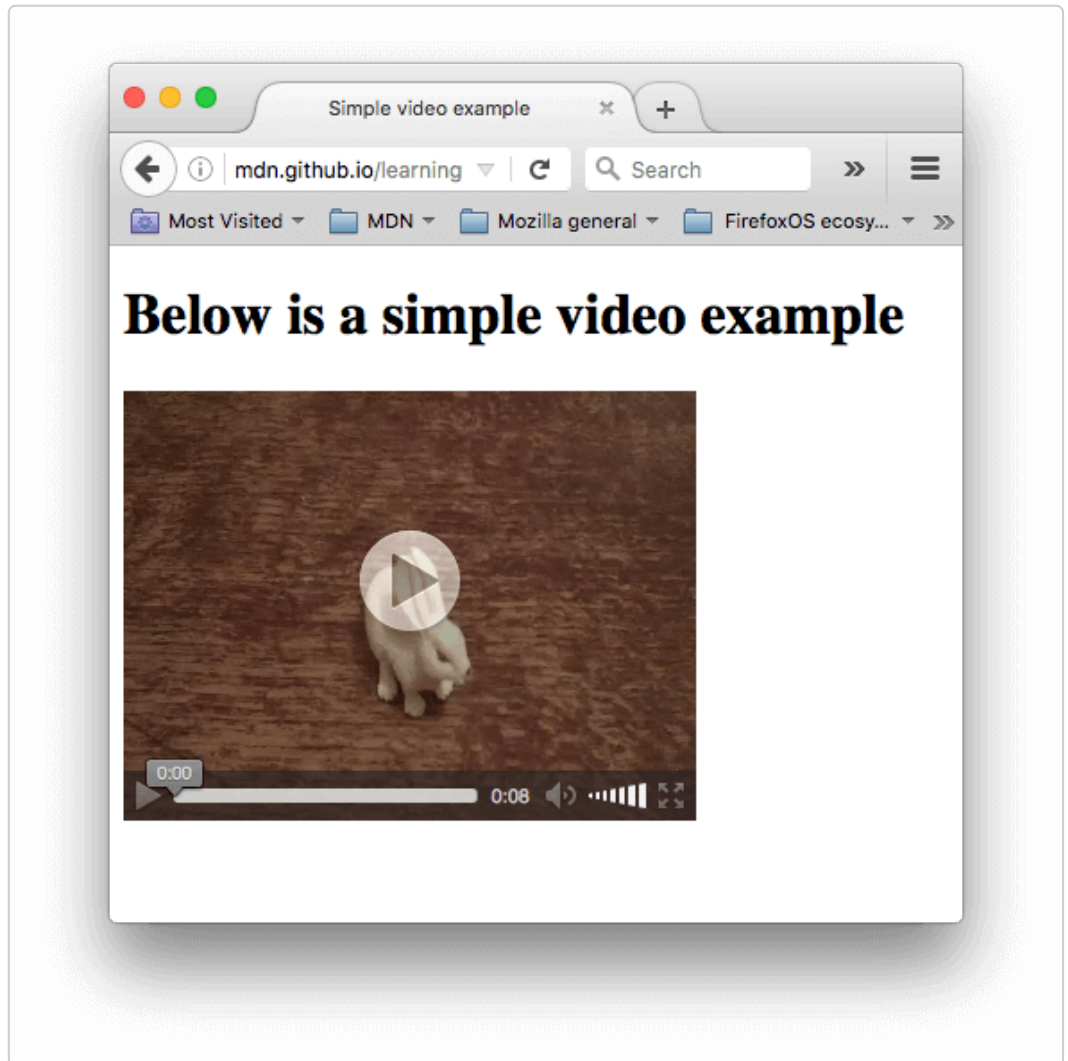 Simple video example
mdn.github.io/learning Search
Most Visited MDN Mozilla general FirefoxOS ecosy...
Below is a simple video example
0:00
0:08